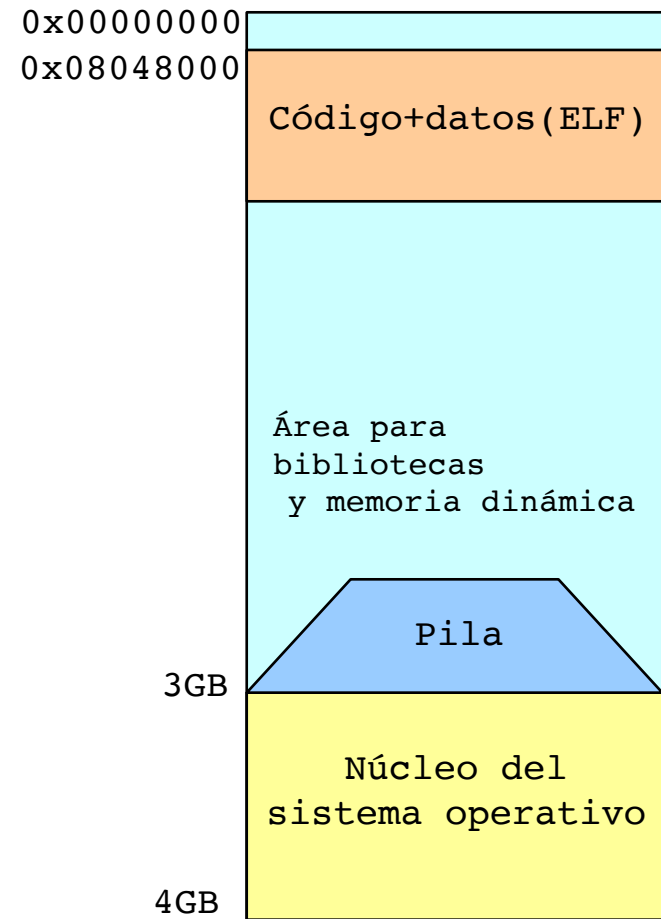 0x00000000
0x08048000
Código+datos(ELF)
Área para
bibliotecas
y memoria dinámica
Pila
3GB
Núcleo del
sistema operativo
4GB